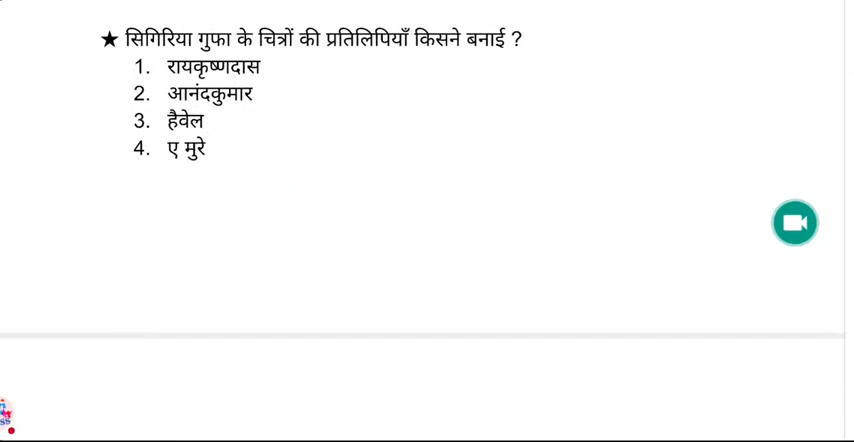 ★ सिगिरिया गुफा के चित्रों की प्रतिलिपियाँ किसने बनाई ?
1. रायकृष्णदास
2. आनंदकुमार
3. हैवेल
4. ए मुरे